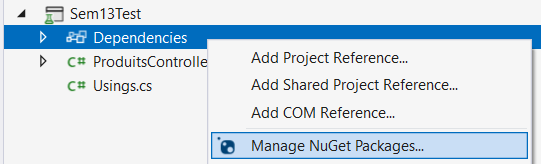 Sem13Test
Dependencies
C# ProduitsControlle
C# Usings.cs
Add Project Reference...
Add Shared Project Reference...
Add COM Reference...
Manage NuGet Packages...